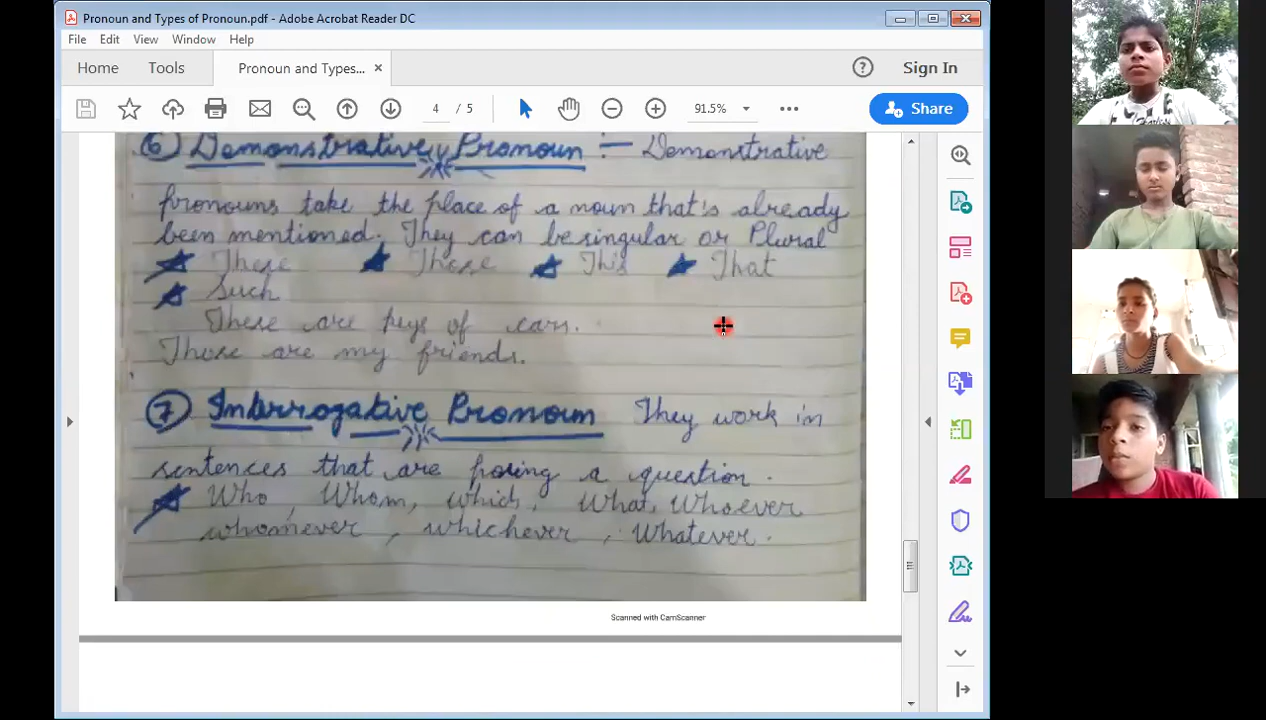 Pronoun and Types of Pronoun.pdf - Adobe Acrobat Reader DC
File Edit View Window Help
Home Tools Pronoun and Types... × Sign In
4 / 5 91.5% Share
6 Demonstrative Pronoun :- Demonstrative
pronouns take the place of a noun that's already
been mentioned. They can be singular or Plural
These Those This That
Such
These are keys of cars.
Those are my friends.
7 Interrogative Pronoun They work in
sentences that are posing a question.
Who, Whom, which, What, Whoever
whomever, whichever, Whatever.
Scanned with CamScanner